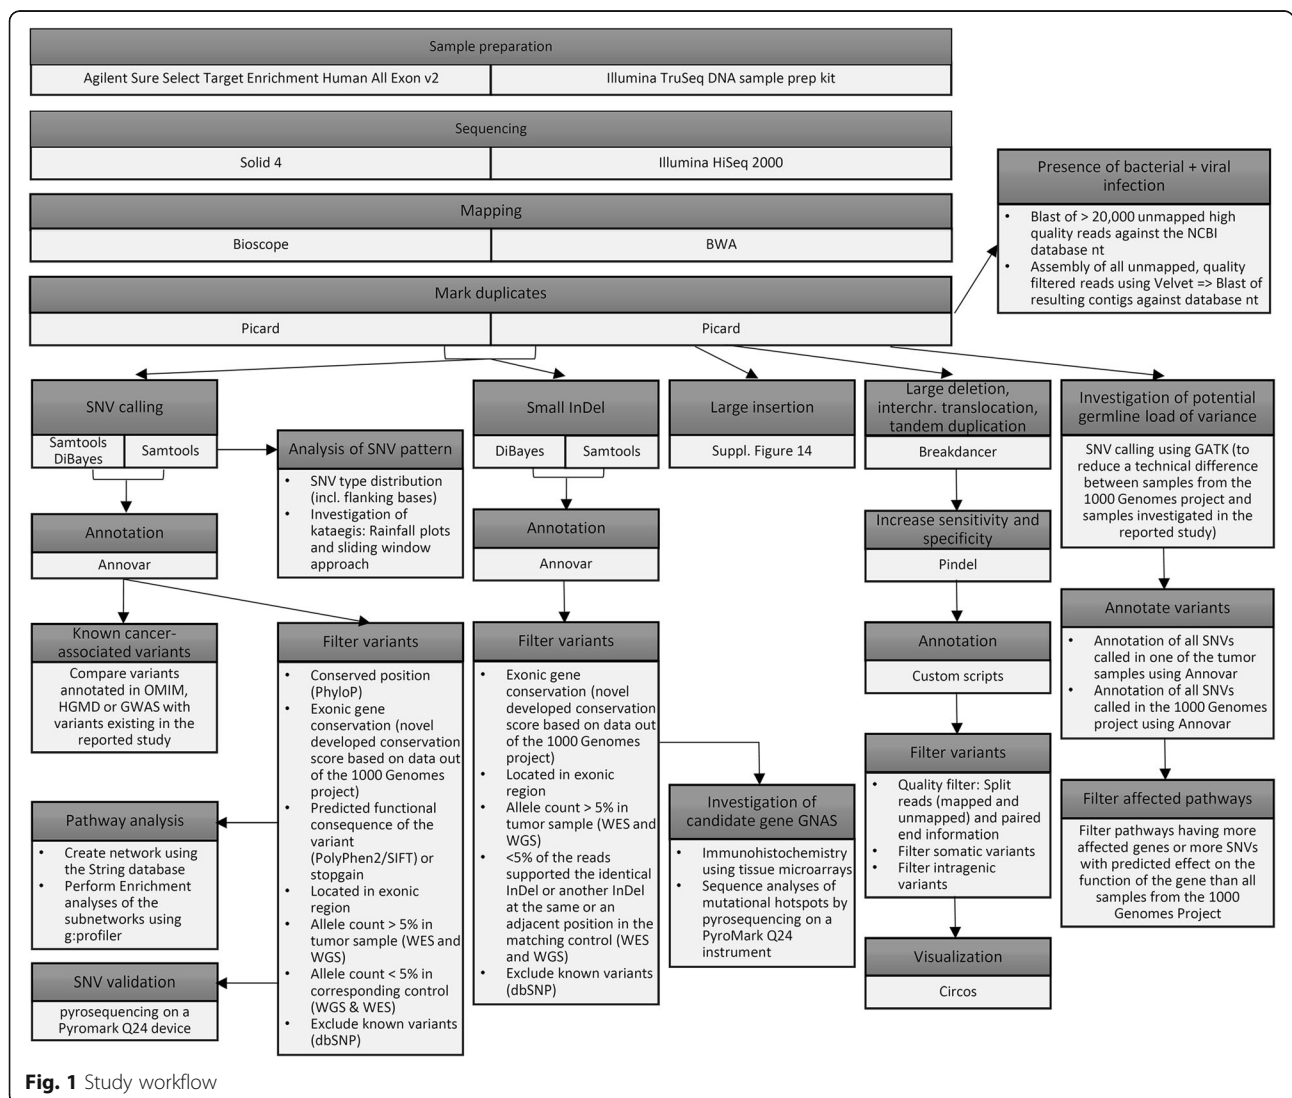 Sample preparation
Agilent Sure Select Target Enrichment Human All Exon v2
Illumina TruSeq DNA sample prep kit
Sequencing
Solid 4
Illumina HiSeq 2000
Mapping
Bioscope
BWA
Mark duplicates
Picard
Picard
Presence of bacterial + viral
infection
• Blast of > 20,000 unmapped high
quality reads against the NCBI
database nt
• Assembly of all unmapped, quality
filtered reads using Velvet => Blast of
resulting contigs against database nt
SNV calling
Samtools
DiBayes
Samtools
Analysis of SNV pattern
• SNV type distribution
(incl. flanking bases)
• Investigation of
kataegis: Rainfall plots
and sliding window
approach
Annotation
Annovar
Known cancer-
associated variants
Compare variants
annotated in OMIM,
HGMD or GWAS with
variants existing in the
reported study
Filter variants
• Conserved position
(PhyloP)
• Exonic gene
conservation (novel
developed conservation
score based on data out
of the 1000 Genomes
project)
• Predicted functional
consequence of the
variant
(PolyPhen2/SIFT) or
stopgain
• Located in exonic
region
• Allele count > 5% in
tumor sample (WES and
WGS)
• Allele count < 5% in
corresponding control
(WGS & WES)
• Exclude known variants
(dbSNP)
Pathway analysis
• Create network using
the String database
• Perform Enrichment
analyses of the
subnetworks using
g:profiler
SNV validation
pyrosequencing on a
Pyromark Q24 device
Small InDel
DiBayes
Samtools
Annotation
Annovar
Filter variants
• Exonic gene
conservation (novel
developed conservation
score based on data out
of the 1000 Genomes
project)
• Located in exonic
region
• Allele count > 5% in
tumor sample (WES and
WGS)
• <5% of the reads
supported the identical
InDel or another InDel
at the same or an
adjacent position in the
matching control (WES
and WGS)
• Exclude known variants
(dbSNP)
Large insertion
Suppl. Figure 14
Investigation of
candidate gene GNAS
• Immunohistochemistry
using tissue microarrays
• Sequence analyses of
mutational hotspots by
pyrosequencing on a
PyroMark Q24
instrument
Large deletion,
interchr. translocation,
tandem duplication
Breakdancer
Increase sensitivity and
specificity
Pindel
Annotation
Custom scripts
Filter variants
• Quality filter: Split
reads (mapped and
unmapped) and paired
end information
• Filter somatic variants
• Filter intragenic
variants
Visualization
Circos
Investigation of potential
germline load of variance
SNV calling using GATK (to
reduce a technical difference
between samples from the
1000 Genomes project and
samples investigated in the
reported study)
Annotate variants
• Annotation of all SNVs
called in one of the tumor
samples using Annovar
• Annotation of all SNVs
called in the 1000 Genomes
project using Annovar
Filter affected pathways
Filter pathways having more
affected genes or more SNVs
with predicted effect on the
function of the gene than all
samples from the 1000
Genomes Project
Fig. 1 Study workflow